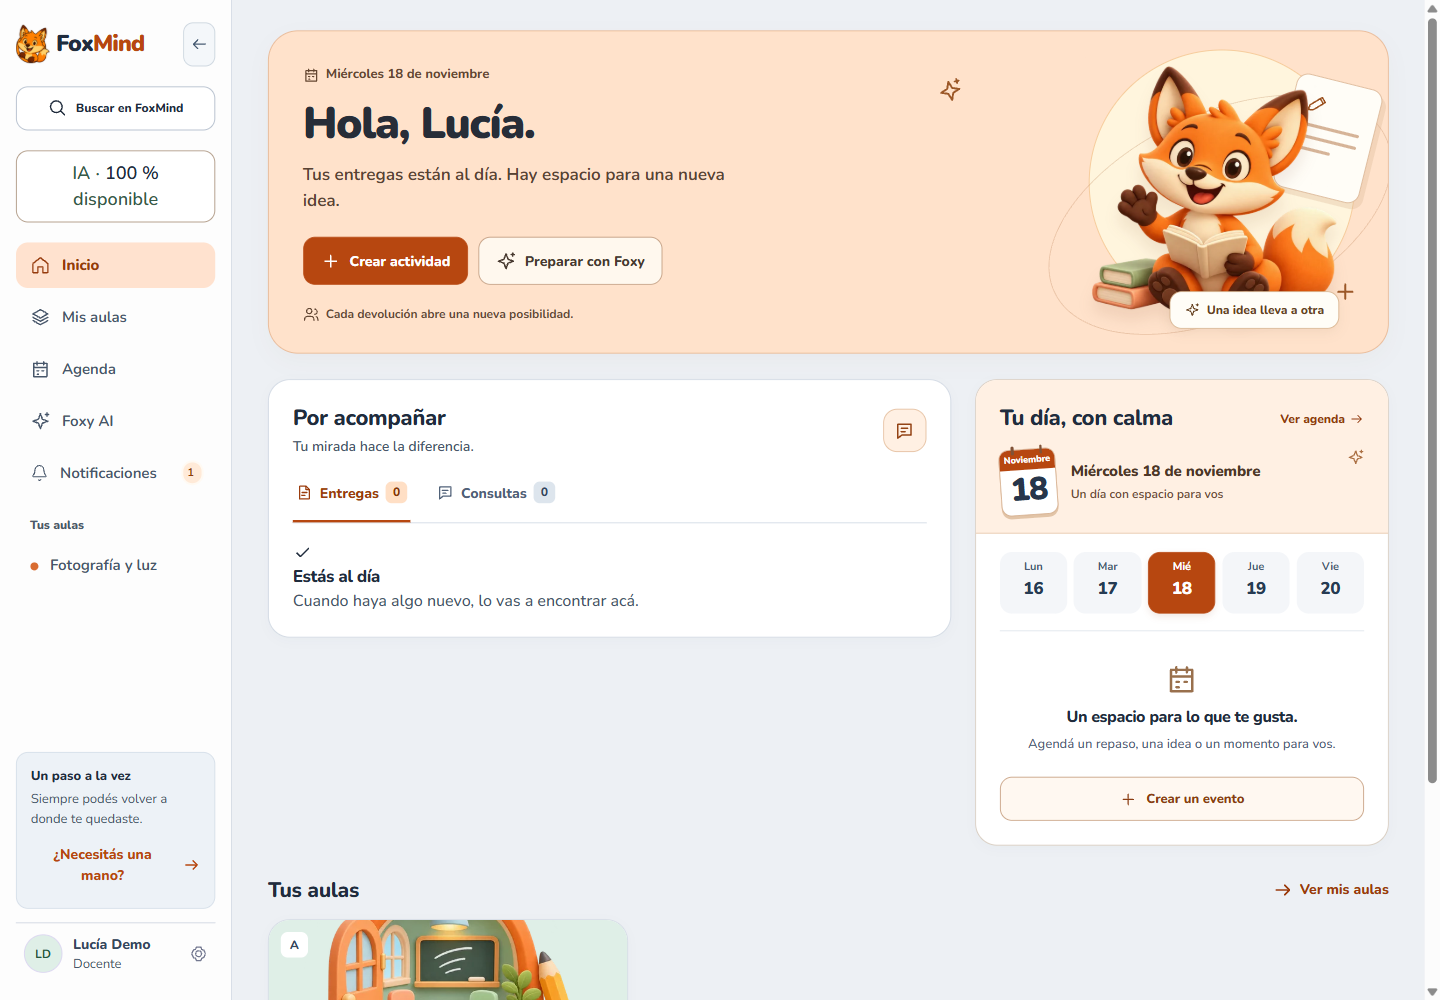 FoxMind
Buscar en FoxMind
IA · 100 %
disponible
Inicio
Mis aulas
Agenda
Foxy AI
Notificaciones 1
Tus aulas
Fotografía y luz
Un paso a la vez
Siempre podés volver a
donde te quedaste.
¿Necesitás una
mano?
LD
Lucía Demo
Docente
Miércoles 18 de noviembre
Hola, Lucía.
Tus entregas están al día. Hay espacio para una nueva
idea.
Crear actividad
Preparar con Foxy
Cada devolución abre una nueva posibilidad.
Una idea lleva a otra
Por acompañar
Tu mirada hace la diferencia.
Entregas 0
Consultas 0
Estás al día
Cuando haya algo nuevo, lo vas a encontrar acá.
Tu día, con calma
Ver agenda
Noviembre
18
Miércoles 18 de noviembre
Un día con espacio para vos
Lun Mar Mié Jue Vie
16 17 18 19 20
Un espacio para lo que te gusta.
Agendá un repaso, una idea o un momento para vos.
Crear un evento
Tus aulas
Ver mis aulas
A